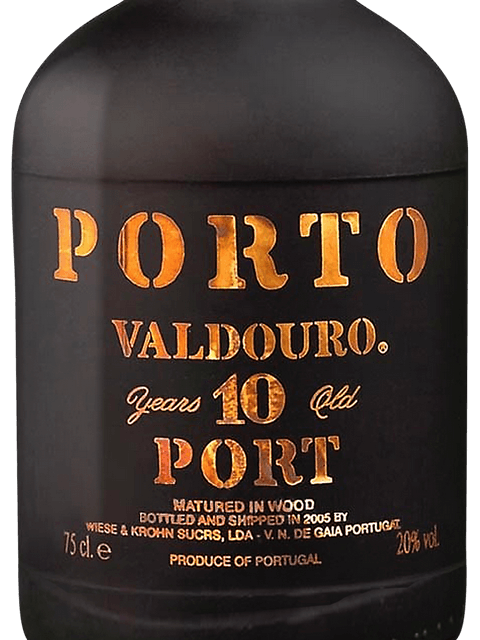 PORTO
VALDOURO®
Years 10 Old
PORT
MATURED IN WOOD
BOTTLED AND SHIPPED IN 2005 BY
WIESE & KROHN SUCRS, LDA - V. N. DE GAIA PORTUGAL
75 cl. e 20% vol.
PRODUCE OF PORTUGAL